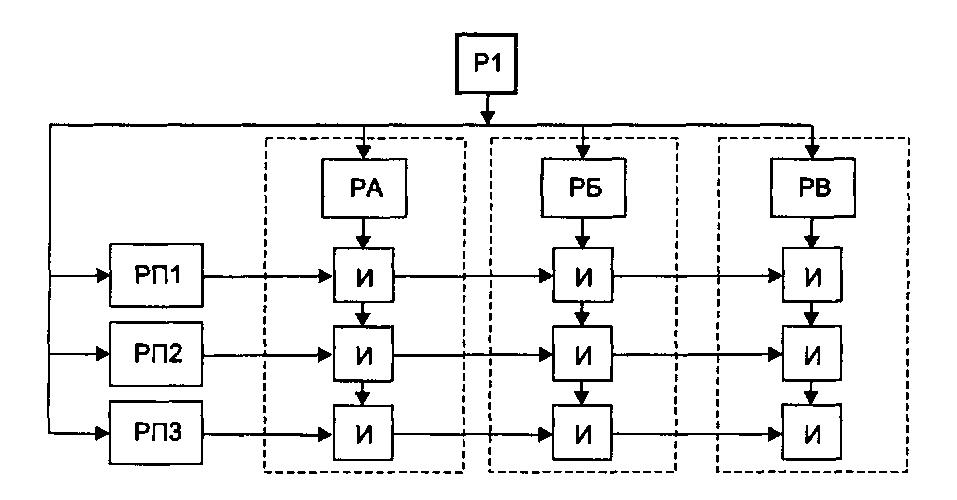 Р1
РА РБ РВ
РП1 И И И
РП2 И И И
РП3 И И И